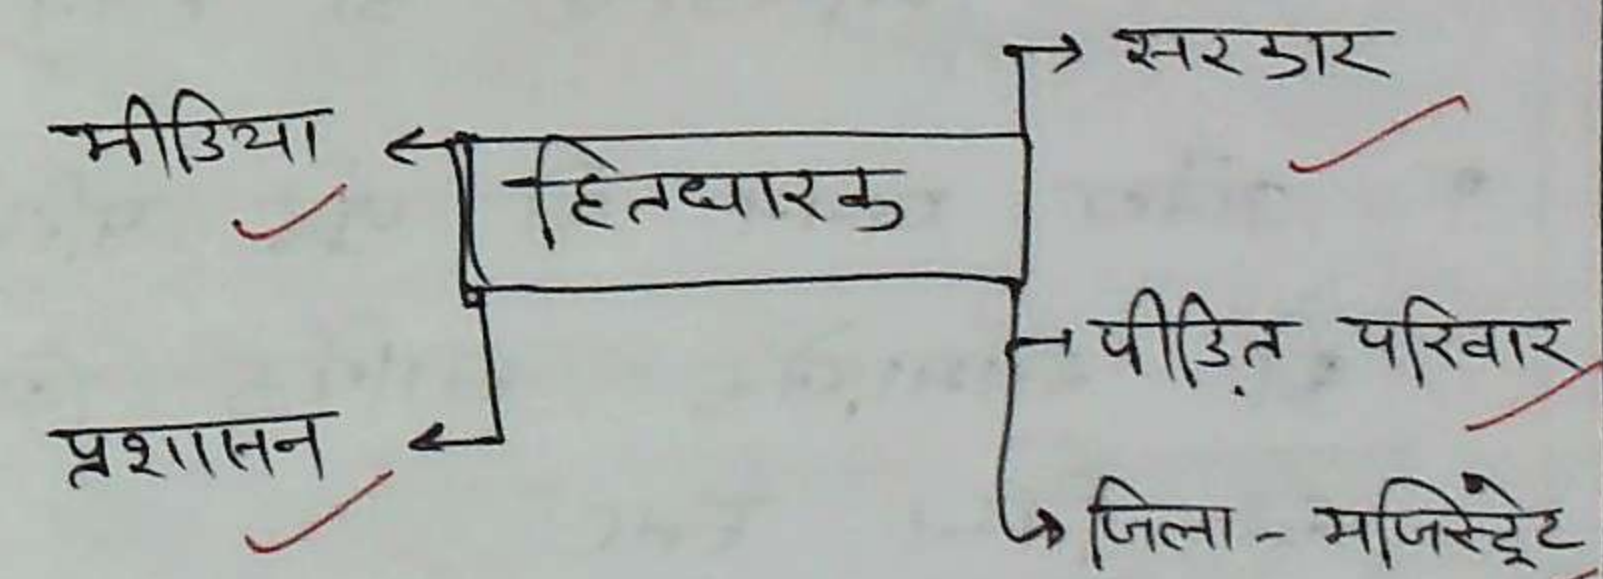 सरकार
मीडिया
हितधारक
पीड़ित परिवार
प्रशासन
जिला - मजिस्ट्रेट